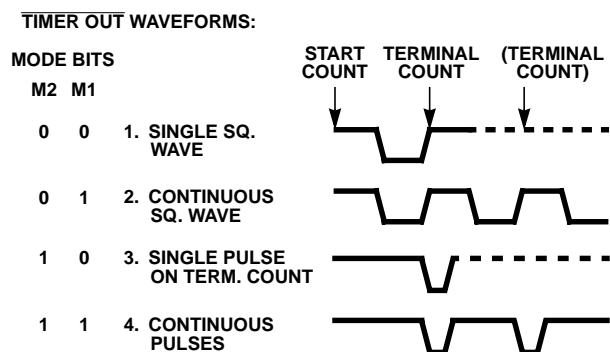 TIMER OUT WAVEFORMS:
MODE BITS
M2 M1
START COUNT
TERMINAL COUNT
(TERMINAL COUNT)
0 0 1. SINGLE SQ. WAVE
0 1 2. CONTINUOUS SQ. WAVE
1 0 3. SINGLE PULSE ON TERM. COUNT
1 1 4. CONTINUOUS PULSES